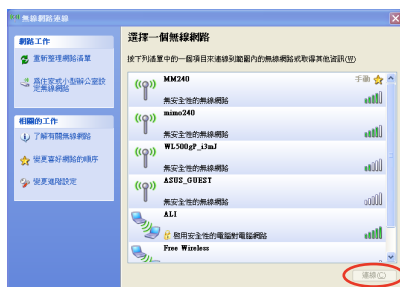 無線網路連線
網路工作
重新整理網路清單
爲住家或小型辦公室設
定無線網路
相關的工作
了解有關無線網路
變更喜好網路的順序
變更進階設定
選擇一個無線網路
按下列清單中的一個項目來連線到範圍內的無線網路或取得其他資訊(W)
MM240
手動
無安全性的無線網路
mimo240
無安全性的無線網路
WL500gP_i3mJ
無安全性的無線網路
ASUS_GUEST
無安全性的無線網路
ALI
啓用安全性的電腦對電腦網路
Free Wireless
連線(C)